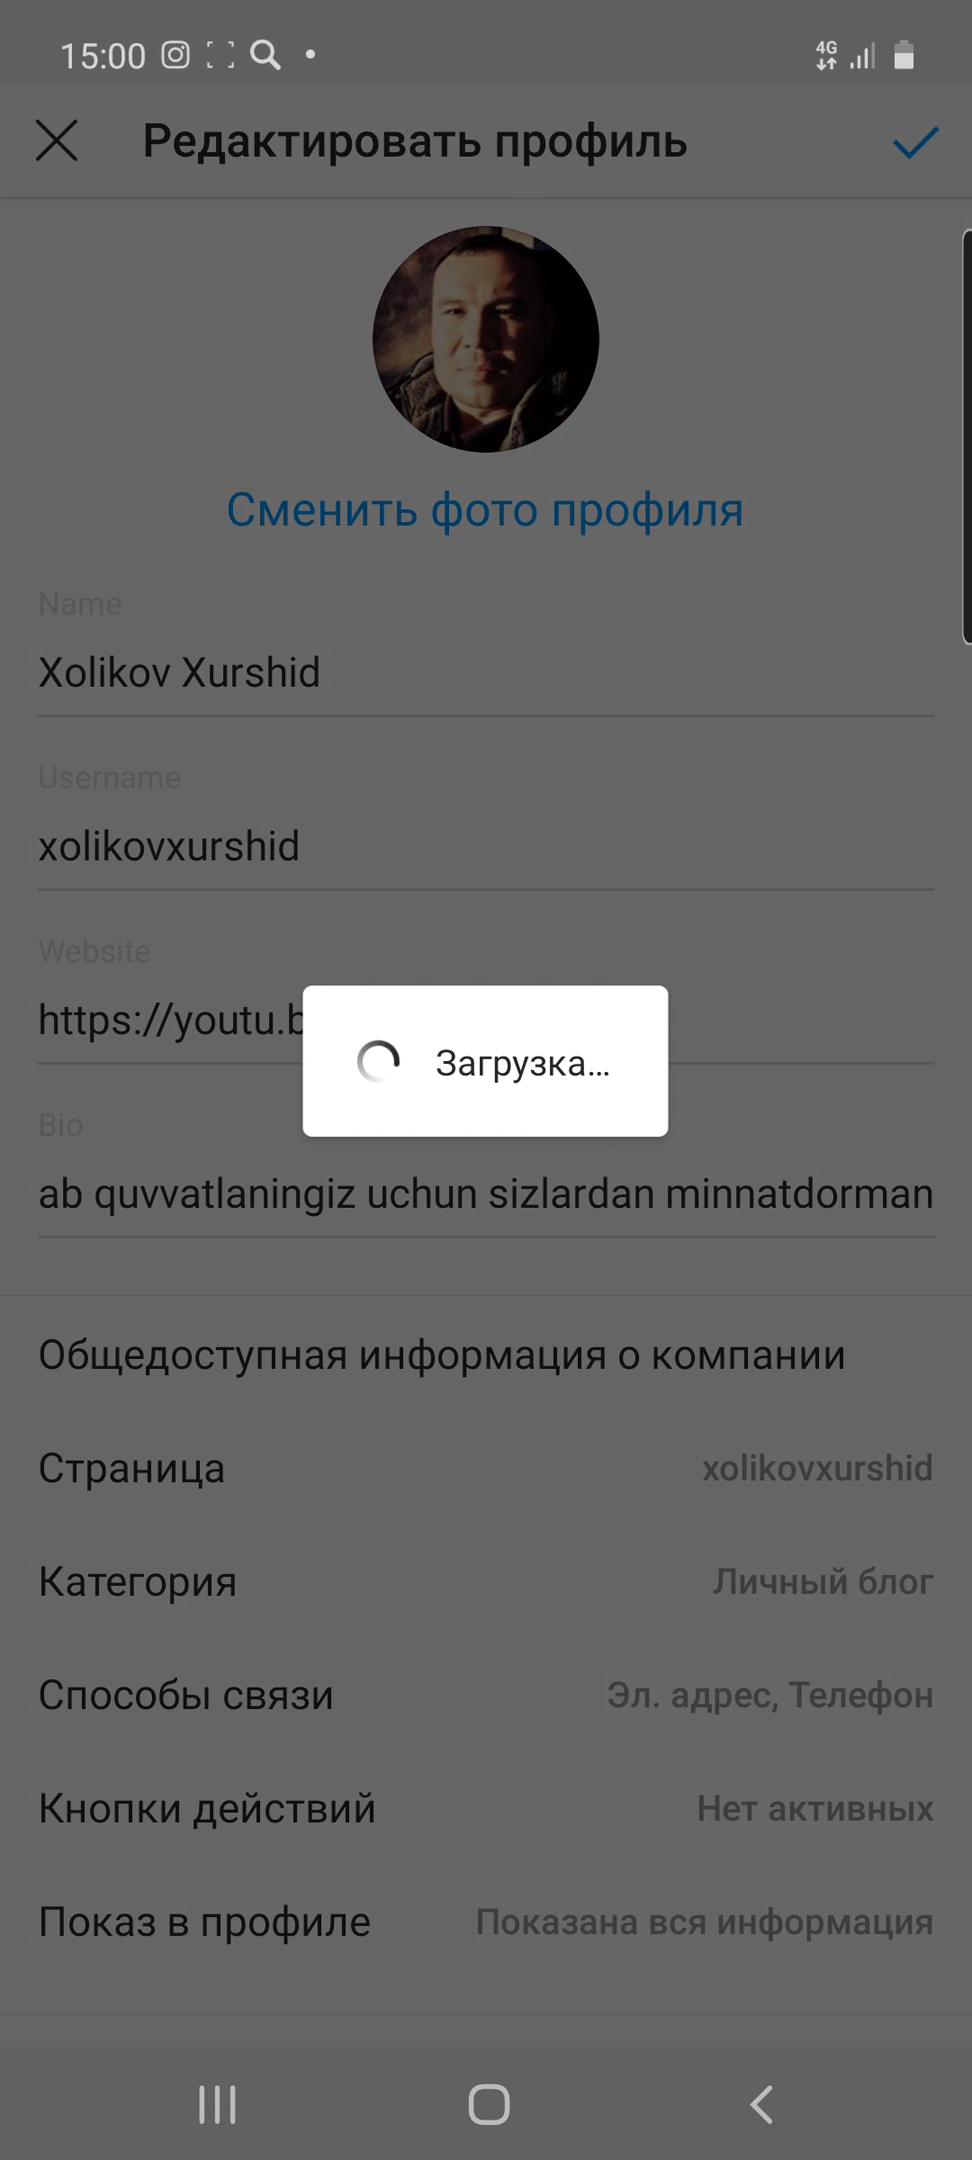 15:00
4G
Редактировать профиль
Сменить фото профиля
Name
Xolikov Xurshid
Username
xolikovxurshid
Website
https://youtu.b
Загрузка...
Bio
ab quvvatlaningiz uchun sizlardan minnatdorman
Общедоступная информация о компании
Страница xolikovxurshid
Категория Личный блог
Способы связи Эл. адрес, Телефон
Кнопки действий Нет активных
Показ в профиле Показана вся информация